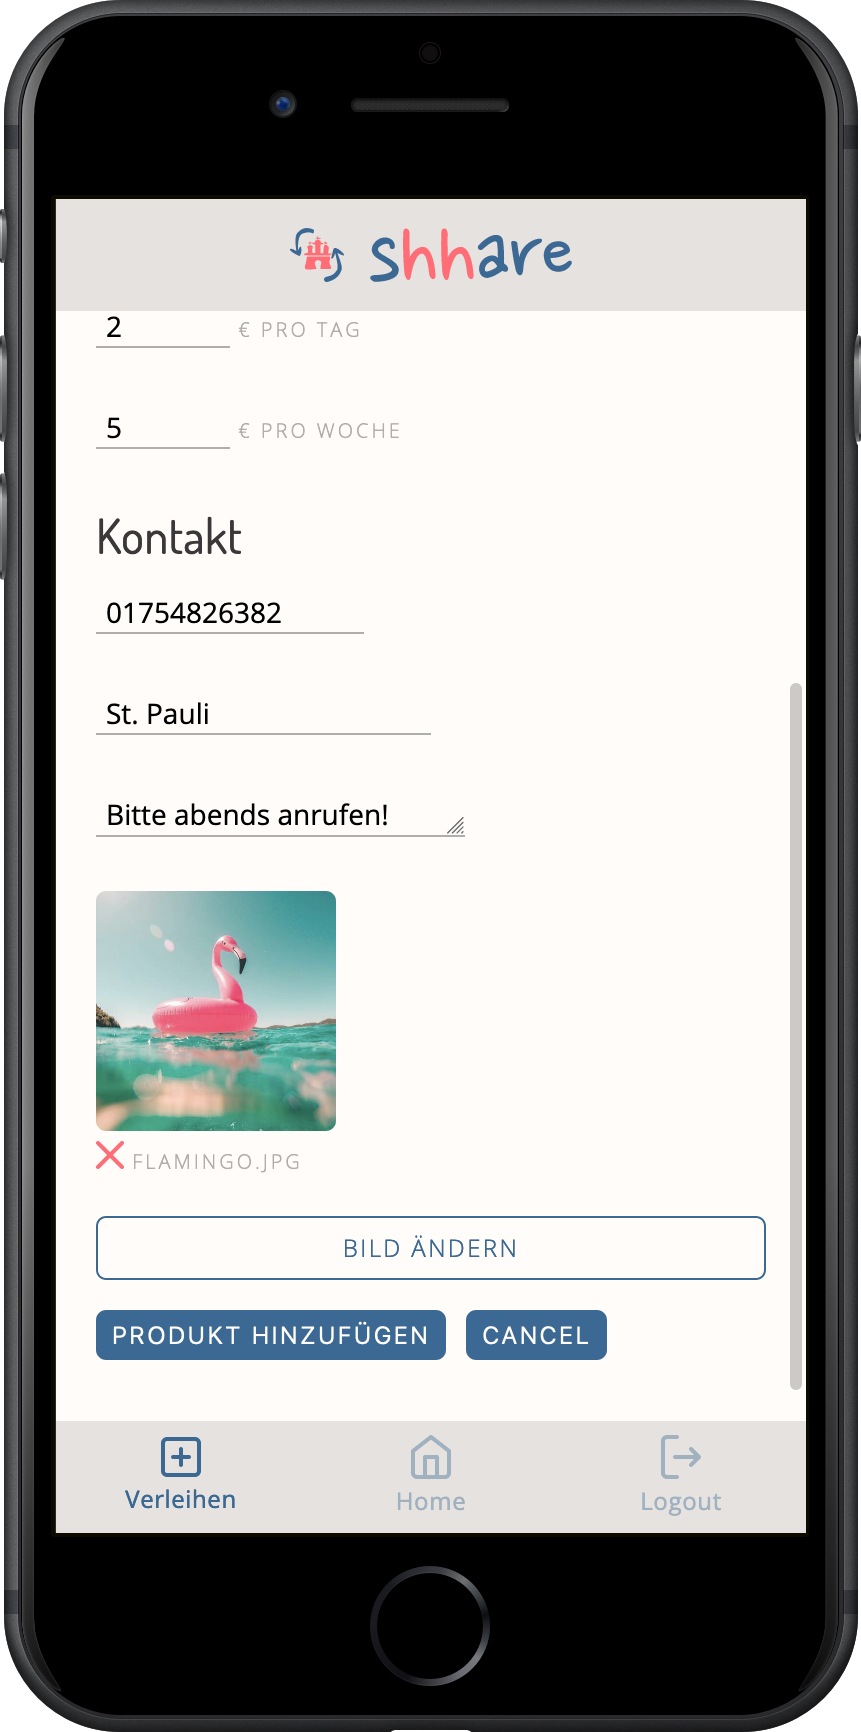 shhare
2 € PRO TAG
5 € PRO WOCHE
Kontakt
01754826382
St. Pauli
Bitte abends anrufen!
FLAMINGO.JPG
BILD ÄNDERN
PRODUKT HINZUFÜGEN CANCEL
Verleihen Home Logout